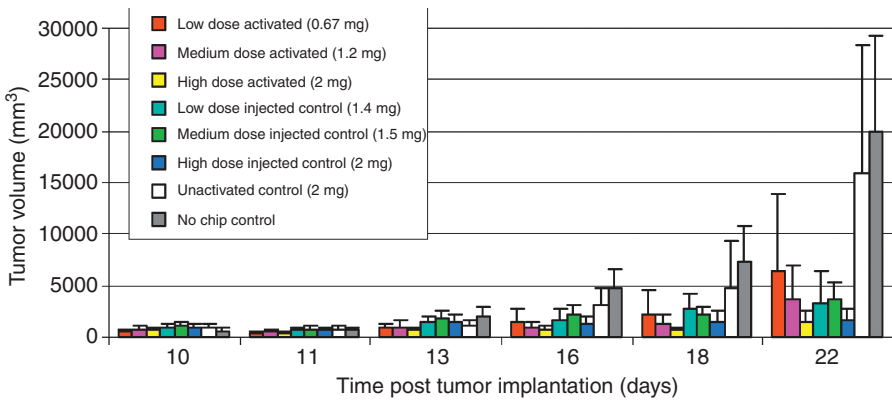 30000
25000
20000
15000
10000
5000
0
Tumor volume (mm³)
Low dose activated (0.67 mg)
Medium dose activated (1.2 mg)
High dose activated (2 mg)
Low dose injected control (1.4 mg)
Medium dose injected control (1.5 mg)
High dose injected control (2 mg)
Unactivated control (2 mg)
No chip control
10 11 13 16 18 22
Time post tumor implantation (days)